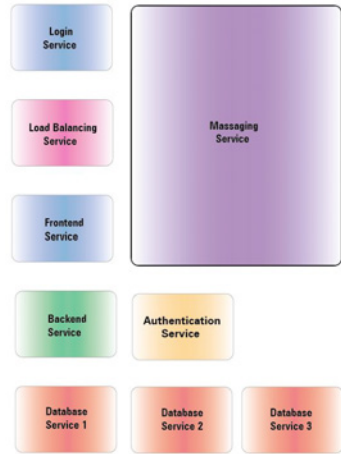 Login
Service
Massaging
Service
Load Balancing
Service
Frontend
Service
Backend
Service
Authentication
Service
Database
Service 1
Database
Service 2
Database
Service 3